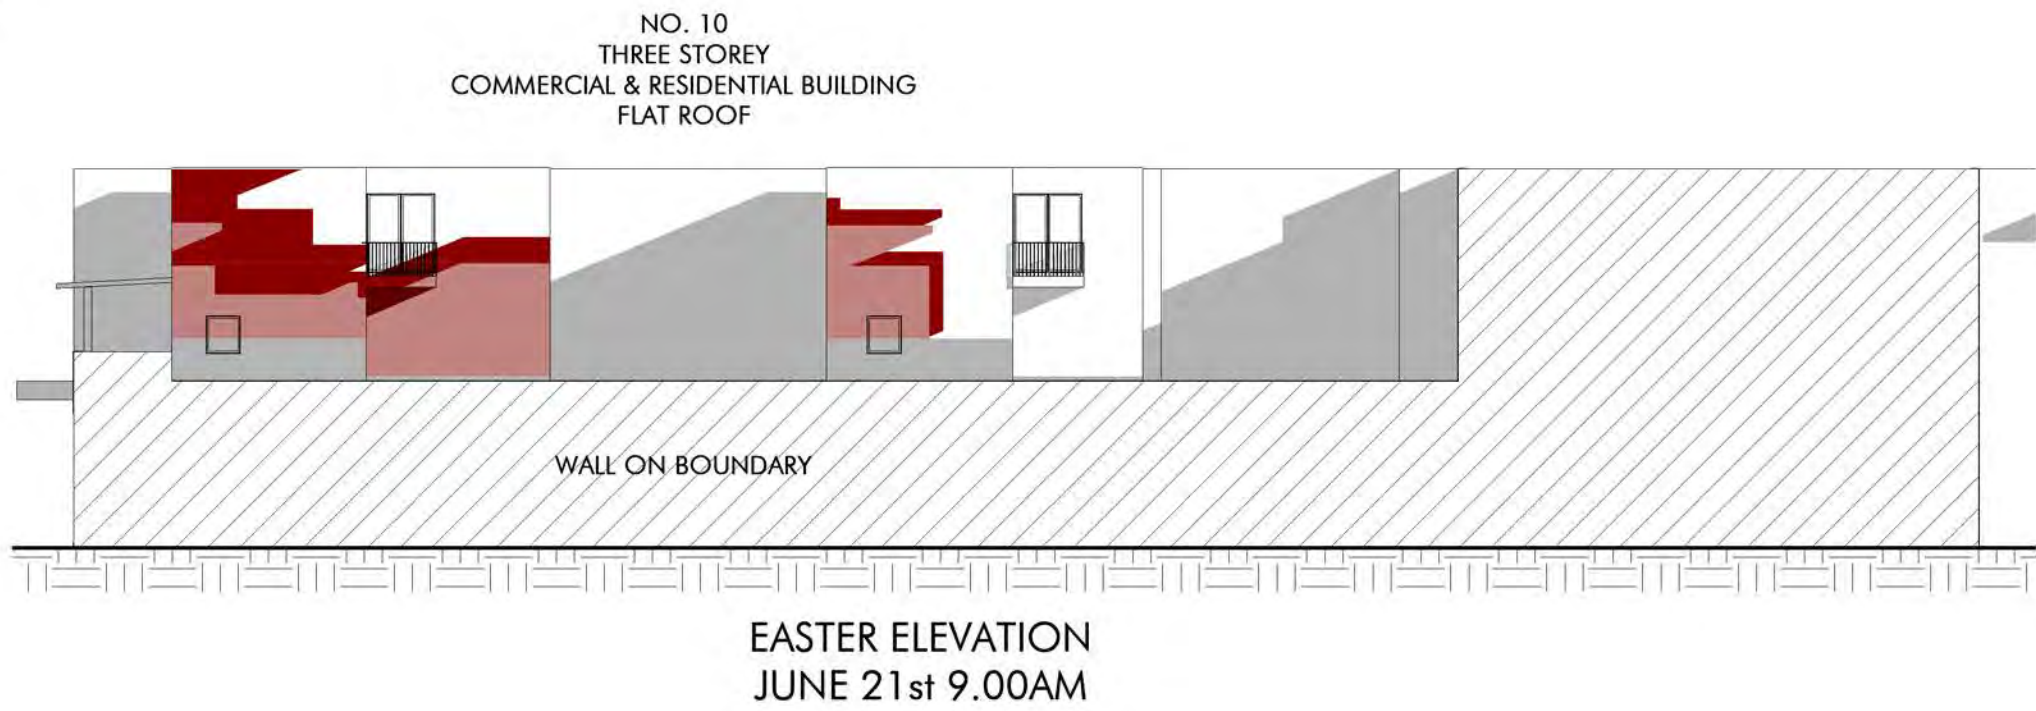 NO. 10
THREE STOREY
COMMERCIAL & RESIDENTIAL BUILDING
FLAT ROOF
WALL ON BOUNDARY
EASTER ELEVATION
JUNE 21st 9.00AM